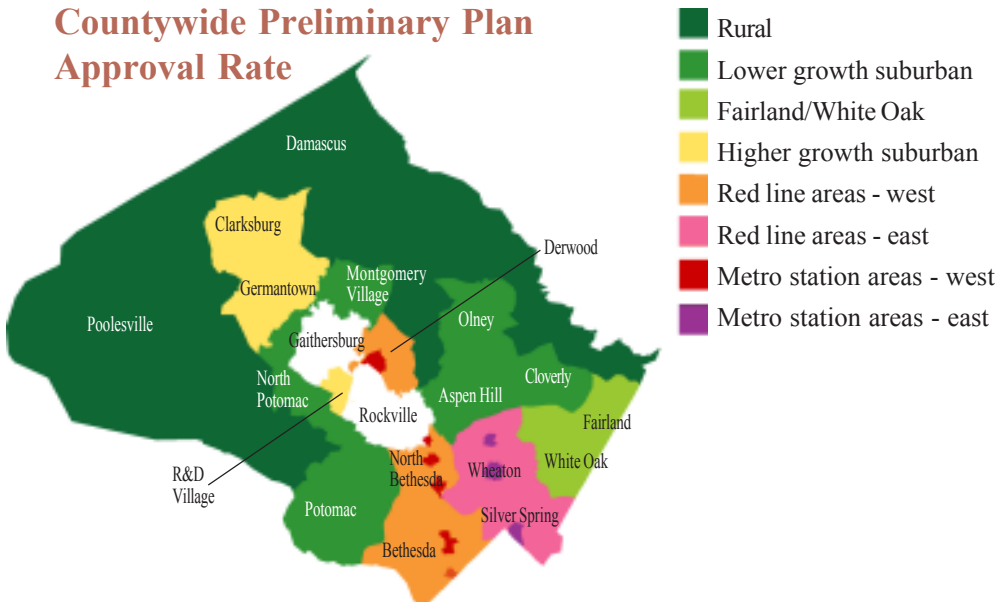 Countywide Preliminary Plan
Approval Rate
Rural
Lower growth suburban
Fairland/White Oak
Higher growth suburban
Red line areas - west
Red line areas - east
Metro station areas - west
Metro station areas - east
Damascus
Clarksburg
Derwood
Montgomery
Village
Germantown
Poolesville
Olney
Gaithersburg
North
Potomac
Cloverly
Aspen Hill
Rockville
Fairland
R&D
Village
North
Bethesda
Wheaton
White Oak
Potomac
Silver Spring
Bethesda